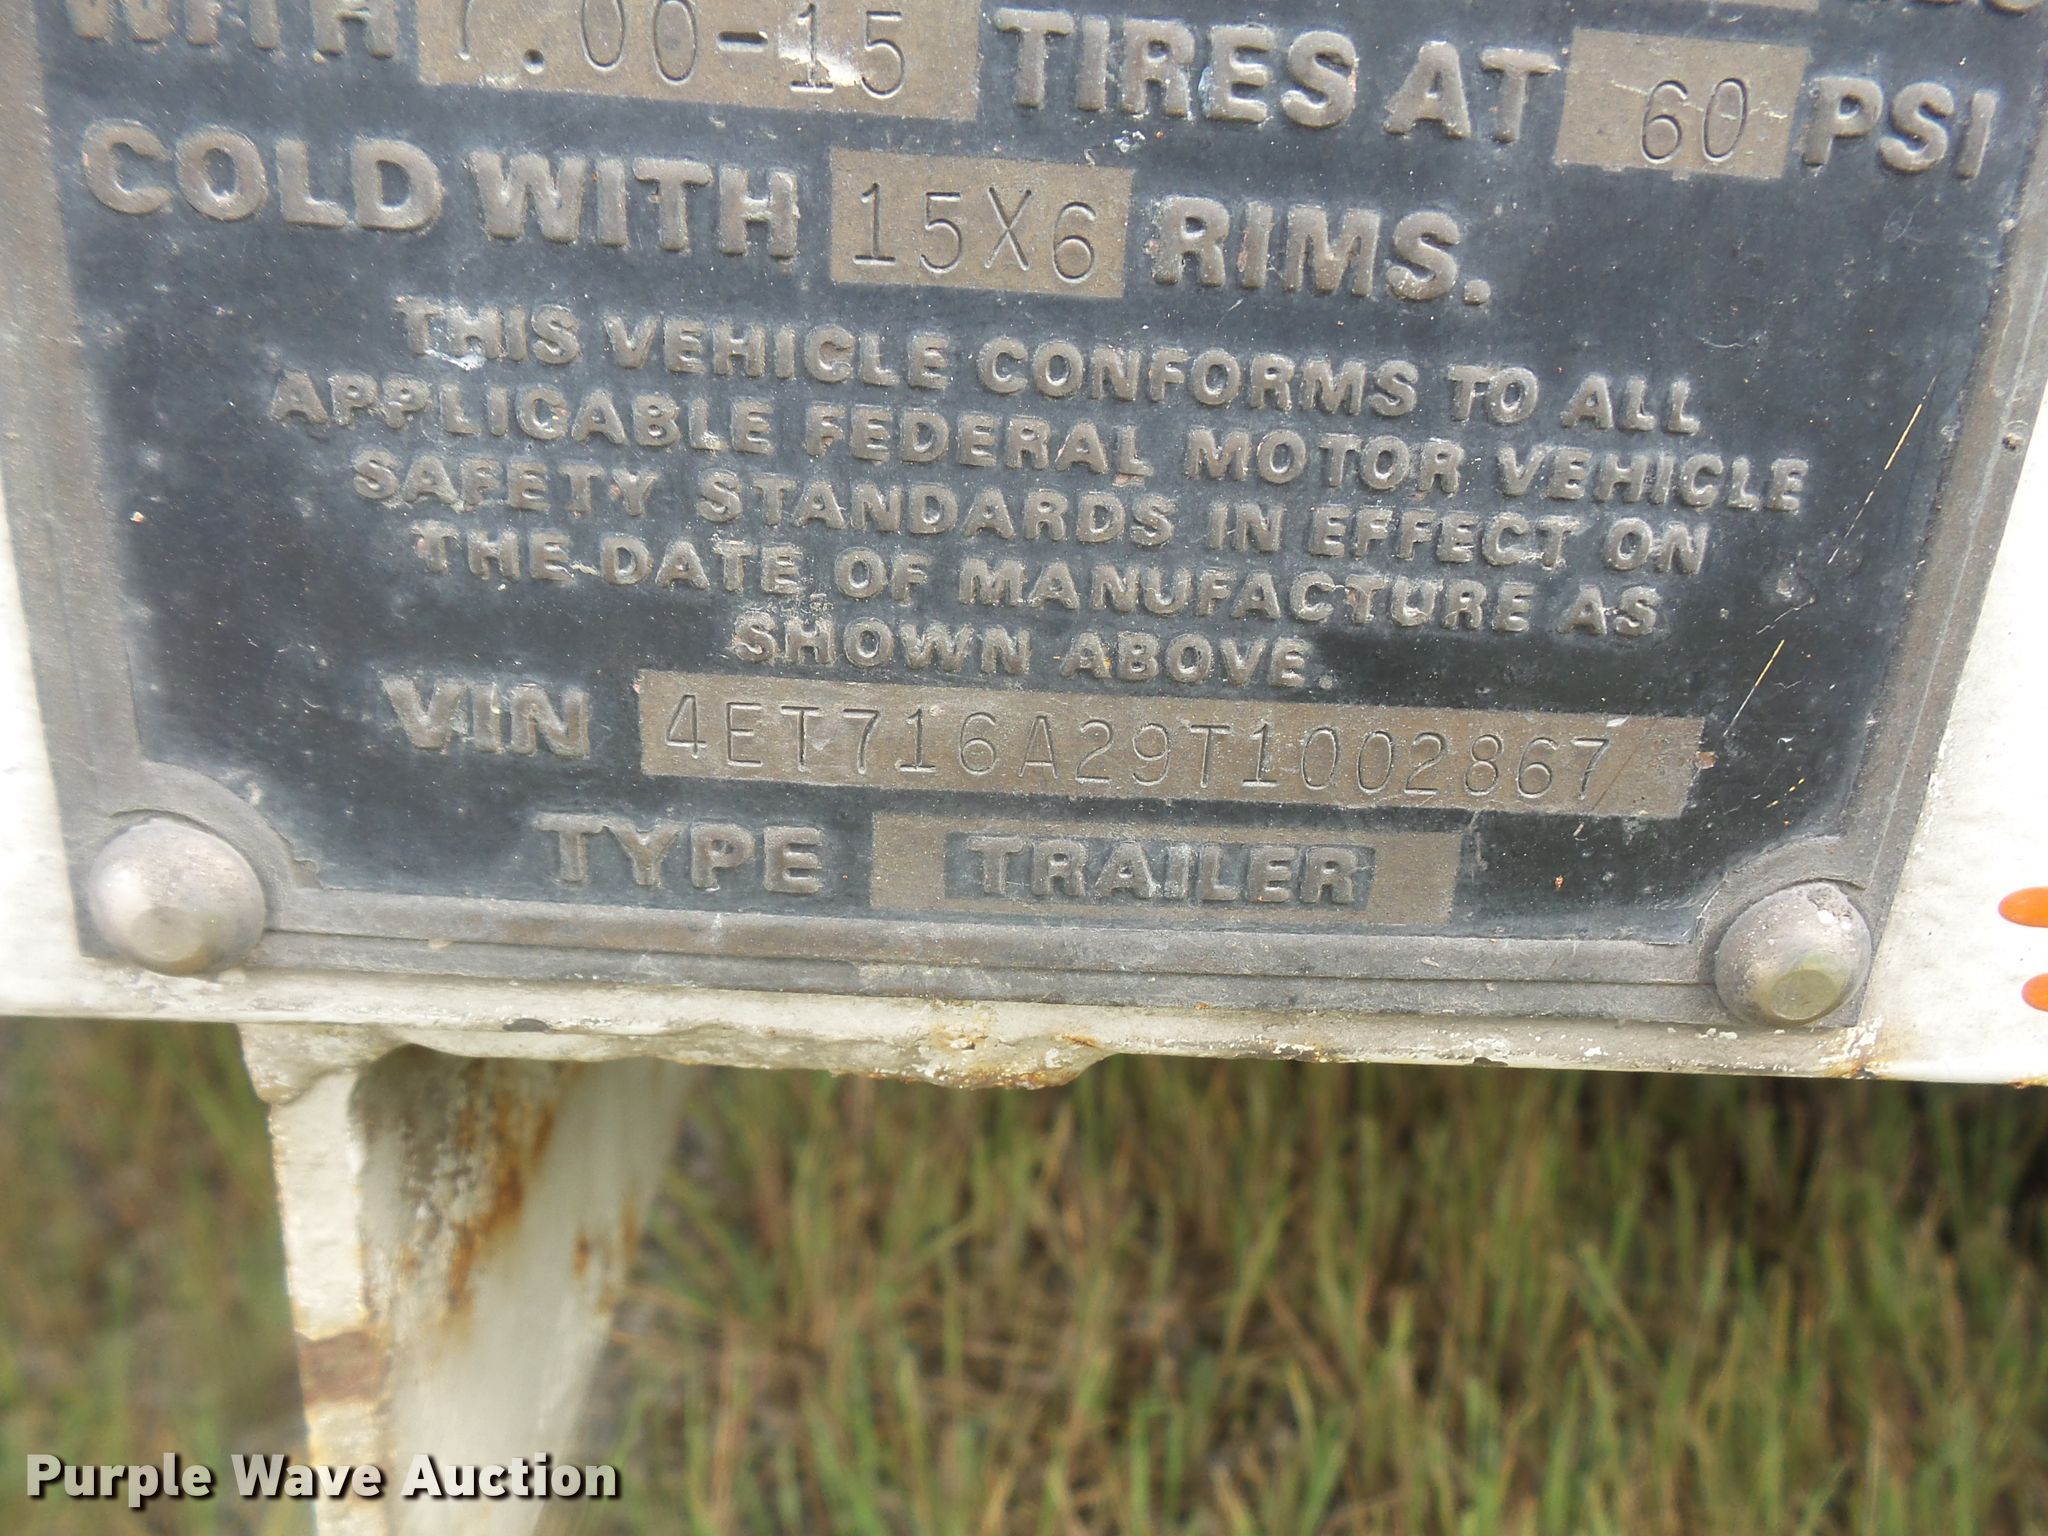 WITH 7.00-15 TIRES AT 60 PSI
COLD WITH 15X6 RIMS.
THIS VEHICLE CONFORMS TO ALL
APPLICABLE FEDERAL MOTOR VEHICLE
SAFETY STANDARDS IN EFFECT ON
THE DATE OF MANUFACTURE AS
SHOWN ABOVE.
VIN 4ET716A29T1002867
TYPE TRAILER
Purple Wave Auction